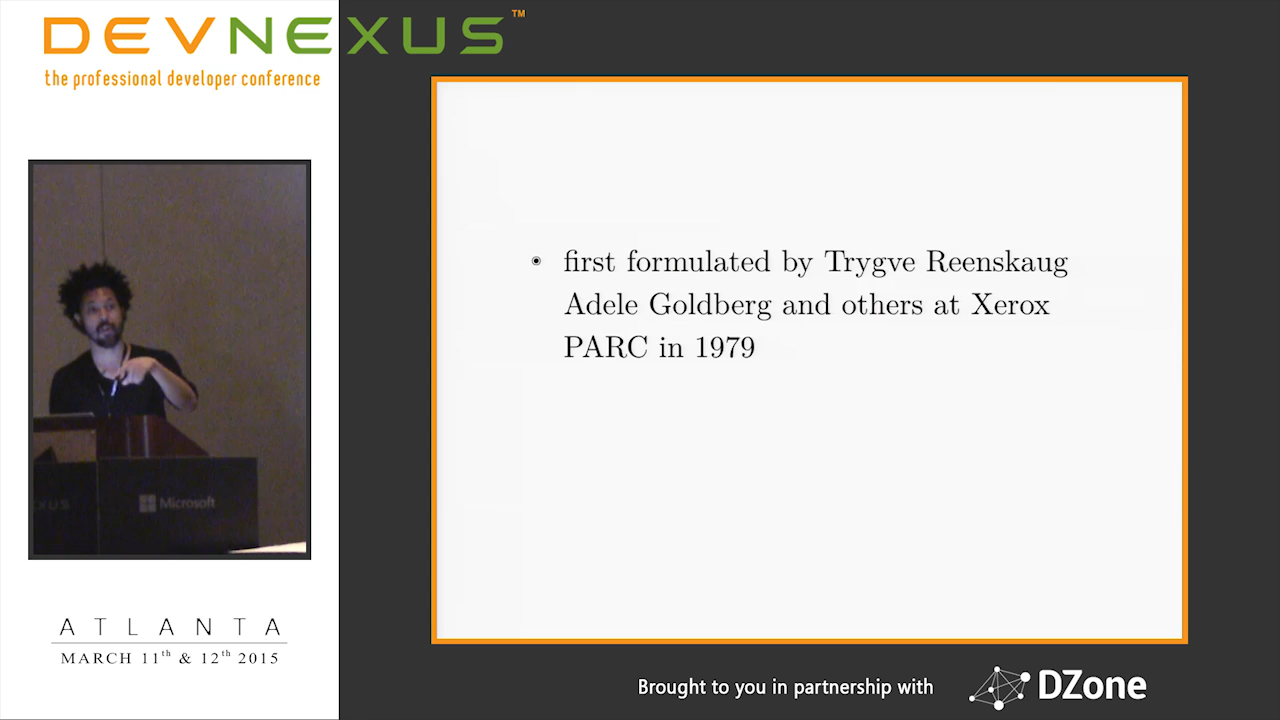 DEVNEXUS™
the professional developer conference
• first formulated by Trygve Reenskaug
Adele Goldberg and others at Xerox
PARC in 1979
XUS
Microsoft
ATLANTA
MARCH 11th & 12th 2015
Brought to you in partnership with DZone